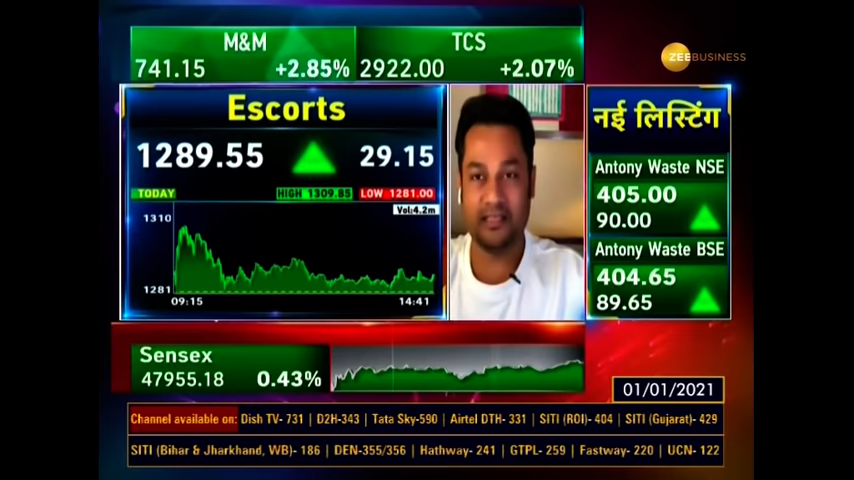 M&M
741.15 +2.85%
TCS
2922.00 +2.07%
ZEEBUSINESS
Escorts
1289.55 29.15
TODAY HIGH 1309.85 LOW 1281.00
Vol:4.2m
1310
1281
09:15 14:41
नई लिस्टिंग
Antony Waste NSE
405.00
90.00
Antony Waste BSE
404.65
89.65
Sensex
47955.18 0.43%
01/01/2021
Channel available on: Dish TV- 731 | D2H-343 | Tata Sky-590 | Airtel DTH- 331 | SITI (ROI)- 404 | SITI (Gujarat)- 429
SITI (Bihar & Jharkhand, WB)- 186 | DEN-355/356 | Hathway- 241 | GTPL- 259 | Fastway- 220 | UCN- 122